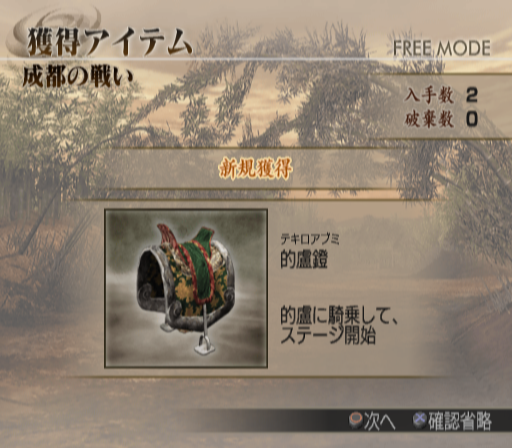 獲得アイテム
FREE MODE
成都の戦い
入手数 2
破棄数 0
新規獲得
テキロアブミ
的盧鐙
的盧に騎乗して、
ステージ開始
次へ 確認省略